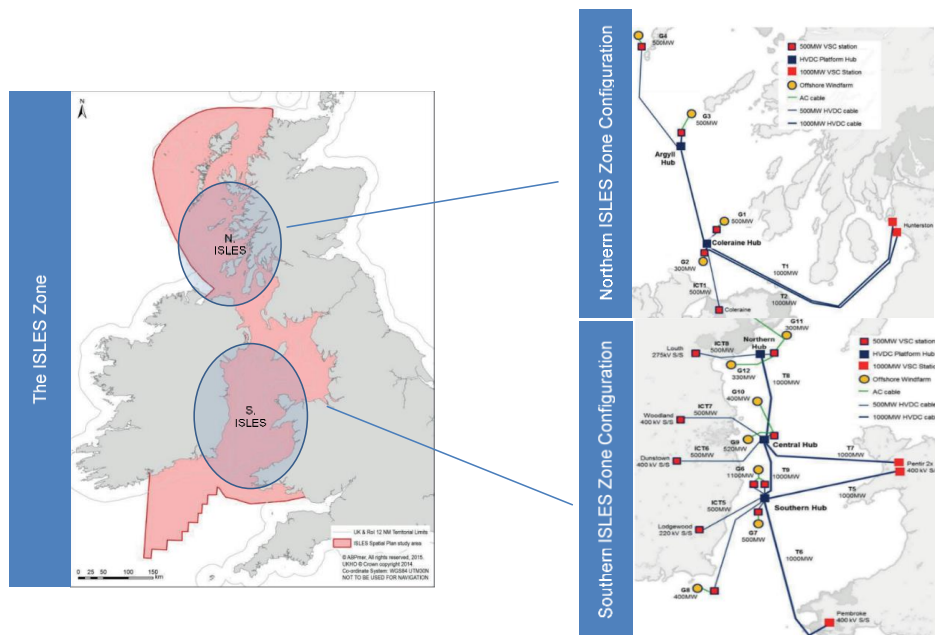 The ISLES Zone
N
N.
ISLES
S.
ISLES
0 25 50 100 150
km
UK & RoI 12 NM Territorial Limits
ISLES Spatial Plan study area
© ABPmer, All rights reserved, 2015.
UKHO © Crown copyright 2014.
Co-ordinate System: WGS84 UTM30N
NOT TO BE USED FOR NAVIGATION
Northern ISLES Zone Configuration
G4
500MW
500MW VSC station
HVDC Platform Hub
1000MW VSC Station
Offshore Windfarm
AC cable
500MW HVDC cable
1000MW HVDC cable
G3
500MW
Argyll
Hub
G1
500MW
Coleraine Hub
Hunterston
G2
300MW
ICT1
500MW
T1
1000MW
T2
1000MW
Coleraine
Southern ISLES Zone Configuration
G11
300MW
Louth
275kV S/S
500MW
Northern
Hub
G12
330MW
T8
1000MW
500MW VSC station
HVDC Platform Hub
1000MW VSC Station
Offshore Windfarm
AC cable
500MW HVDC cable
1000MW HVDC cable
G10
400MW
ICT7
500MW
Woodland
400 kV S/S
G9
520MW
Central Hub
ICT6
500MW
Dunstown
400 kV S/S
T7
1000MW
Pentir 2x
400 kV S/
G6
1100MW
T9
1000MW
T5
1000MW
ICT5
500MW
Southern Hub
Lodgewood
220 kV S/S
G7
500MW
T6
1000MW
G8
400MW
Pembroke
400 kV S/S